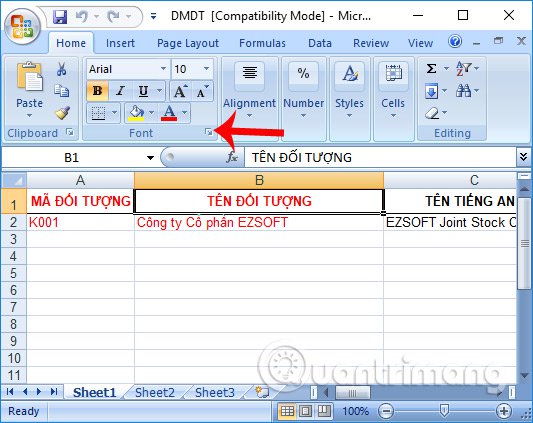 DMDT [Compatibility Mode] - Micr...
Home Insert Page Layout Formulas Data Review
Arial 10
Paste B I U A A Alignment Number Styles Cells
A
Clipboard Font Editing
B1 fx TÊN ĐỐI TƯỢNG
A B C
1 MÃ ĐỐI TƯỢNG TÊN ĐỐI TƯỢNG TÊN TIẾNG AN
2 K001 Công ty Cổ phần EZSOFT EZSOFT Joint Stock C
3
4
5
6
7
8
9
10
11
Quantrimang
Sheet1 Sheet2 Sheet3
Ready 100%